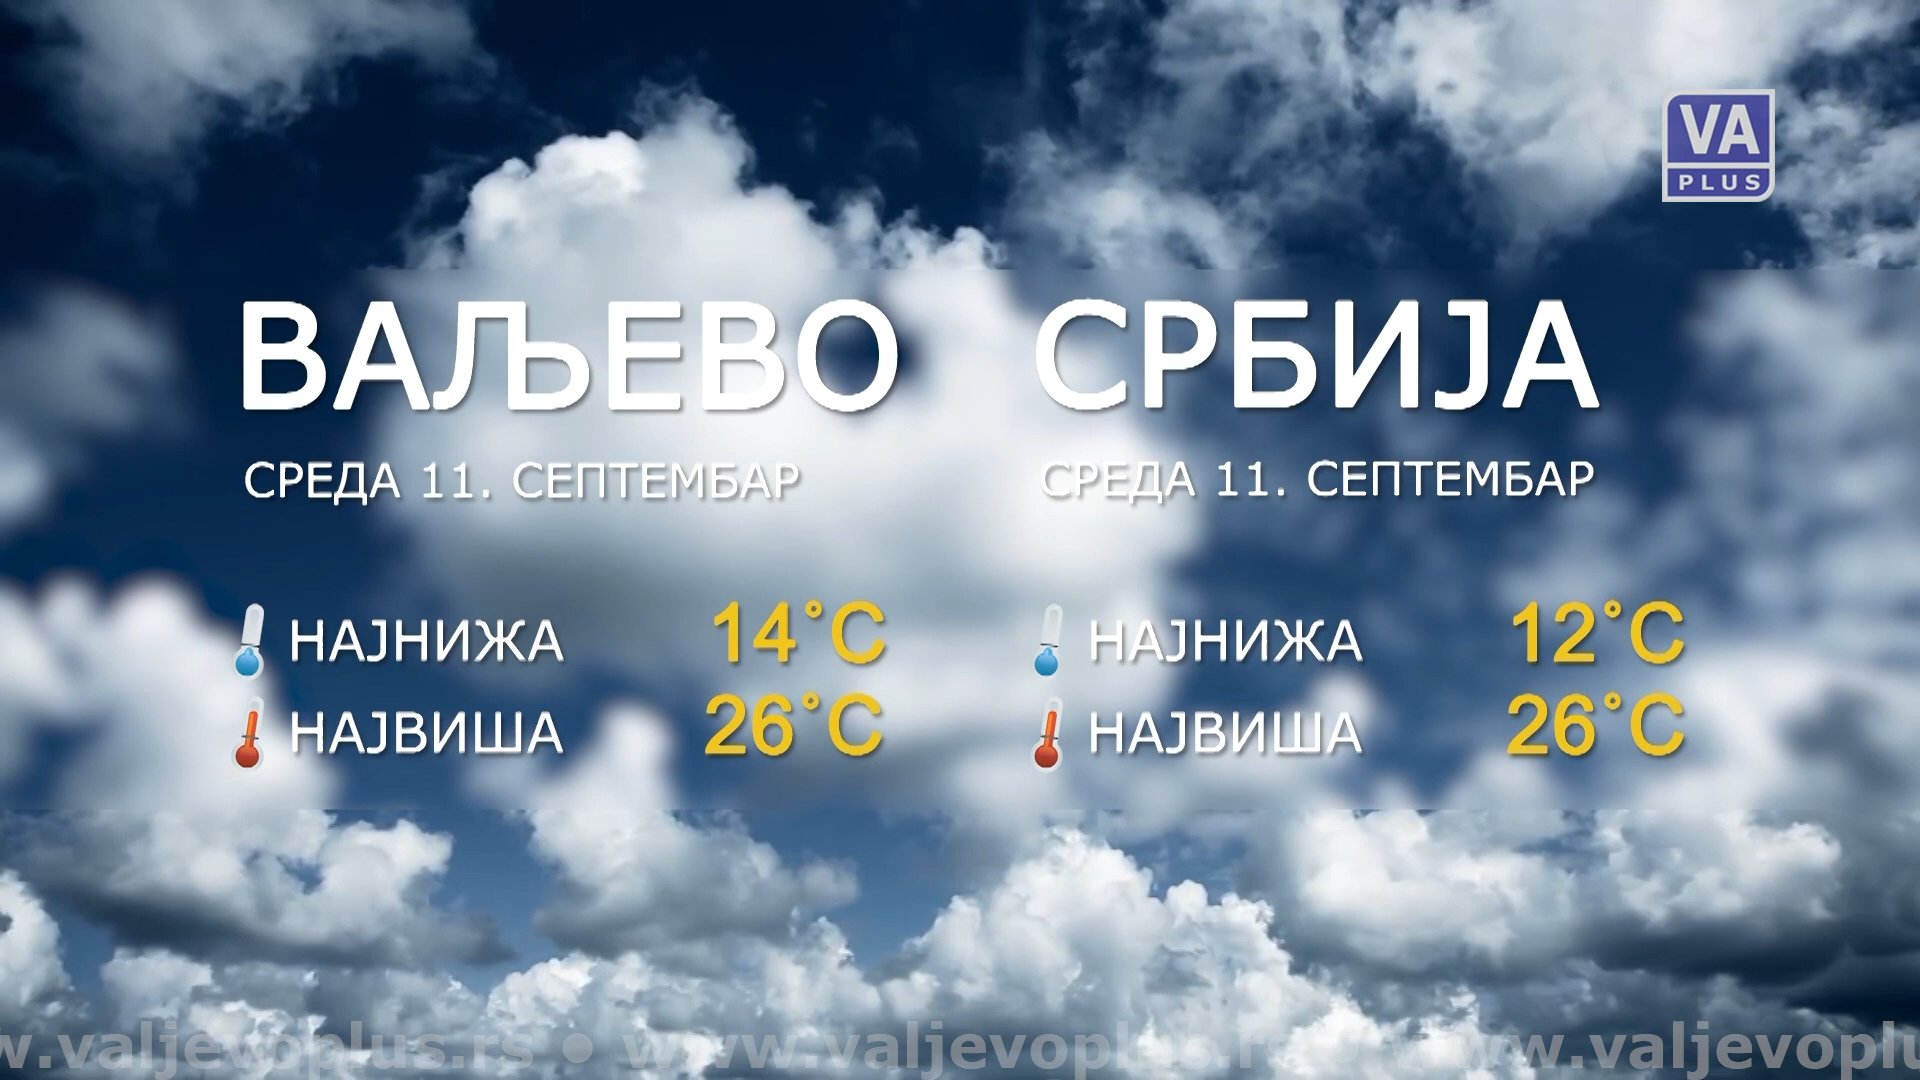 VA
PLUS
ВАЉЕВО
СРЕДА 11. СЕПТЕМБАР
НАЈНИЖА 14°C
НАЈВИША 26°C
СРБИЈА
СРЕДА 11. СЕПТЕМБАР
НАЈНИЖА 12°C
НАЈВИША 26°C
w.valjevoplus.rs ● www.valjevoplus.rs ● www.valjevoplu